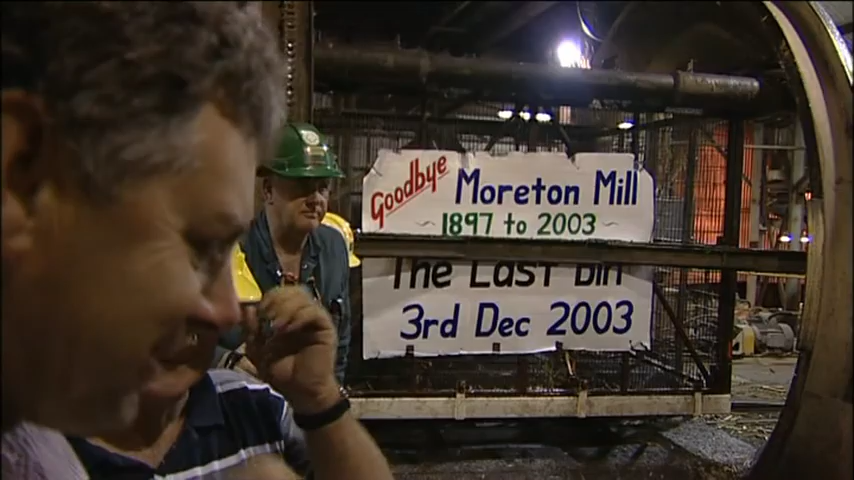 Goodbye
Moreton Mill
~ 1897 to 2003 ~
The Last Bin
3rd Dec 2003